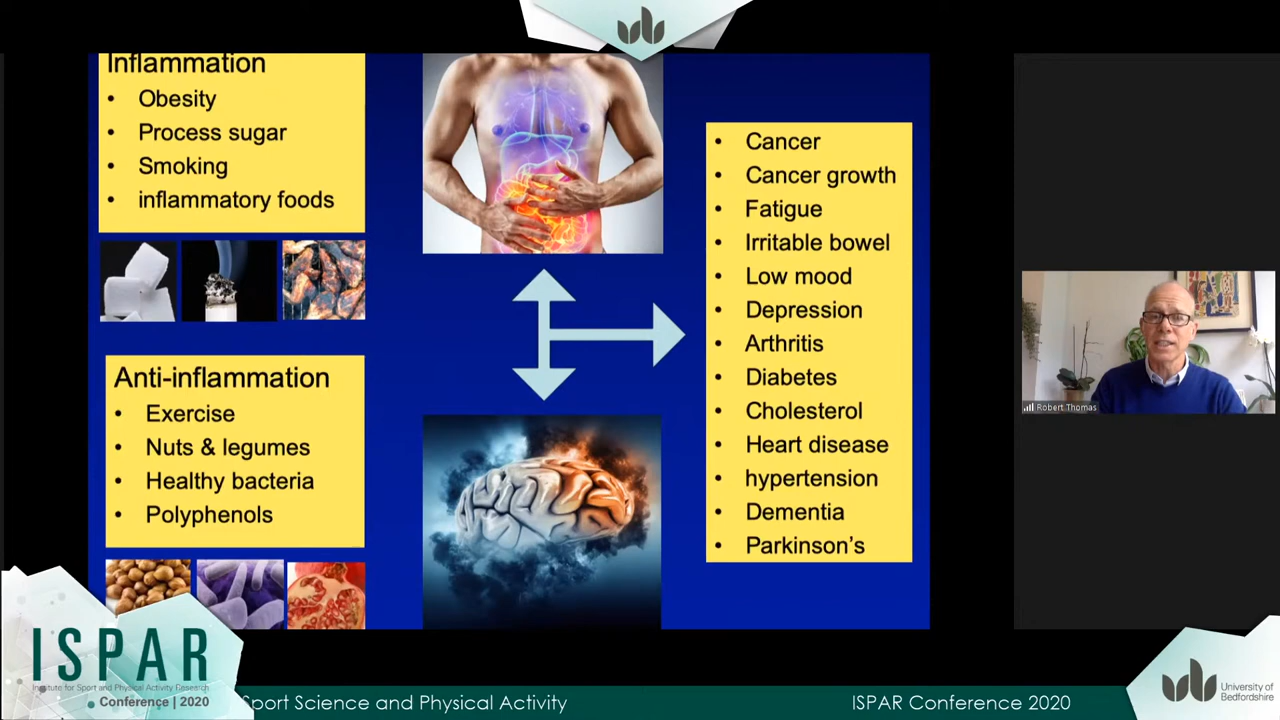 Inflammation
• Obesity
• Process sugar
• Smoking
• inflammatory foods
Anti-inflammation
• Exercise
• Nuts & legumes
• Healthy bacteria
• Polyphenols
• Cancer
• Cancer growth
• Fatigue
• Irritable bowel
• Low mood
• Depression
• Arthritis
• Diabetes
• Cholesterol
• Heart disease
• hypertension
• Dementia
• Parkinson's
Robert Thomas
ISPAR
Institute for Sport and Physical Activity Research
Conference | 2020
Sport Science and Physical Activity
ISPAR Conference 2020
University of
Bedfordshire